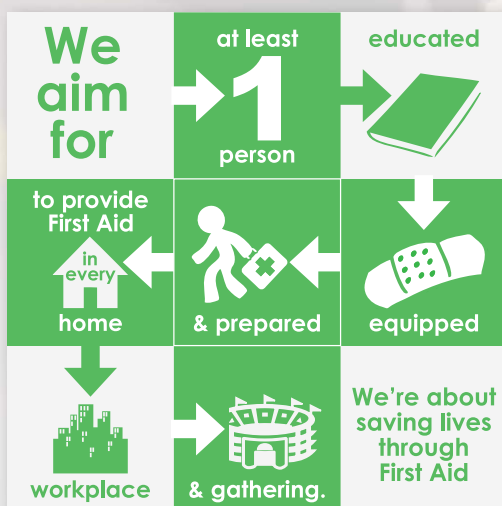 We
aim
for
at least
1
person
educated
equipped
& prepared
to provide
First Aid
in
every
home
workplace
& gathering.
We're about
saving lives
through
First Aid